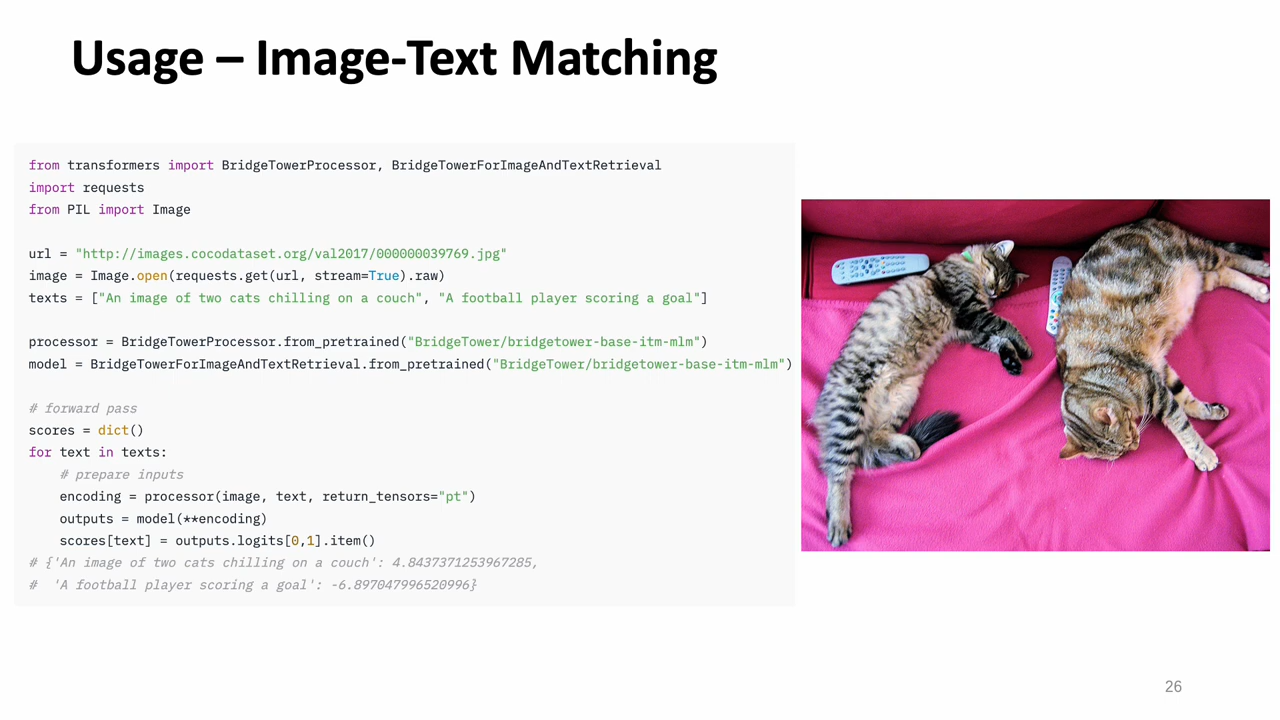 Usage – Image-Text Matching
from transformers import BridgeTowerProcessor, BridgeTowerForImageAndTextRetrieval
import requests
from PIL import Image
url = "http://images.cocodataset.org/val2017/000000039769.jpg"
image = Image.open(requests.get(url, stream=True).raw)
texts = ["An image of two cats chilling on a couch", "A football player scoring a goal"]
processor = BridgeTowerProcessor.from_pretrained("BridgeTower/bridgetower-base-itm-mlm")
model = BridgeTowerForImageAndTextRetrieval.from_pretrained("BridgeTower/bridgetower-base-itm-mlm")
# forward pass
scores = dict()
for text in texts:
    # prepare inputs
    encoding = processor(image, text, return_tensors="pt")
    outputs = model(**encoding)
    scores[text] = outputs.logits[0,1].item()
# {'An image of two cats chilling on a couch': 4.8437371253967285,
#  'A football player scoring a goal': -6.897047996520996}
26